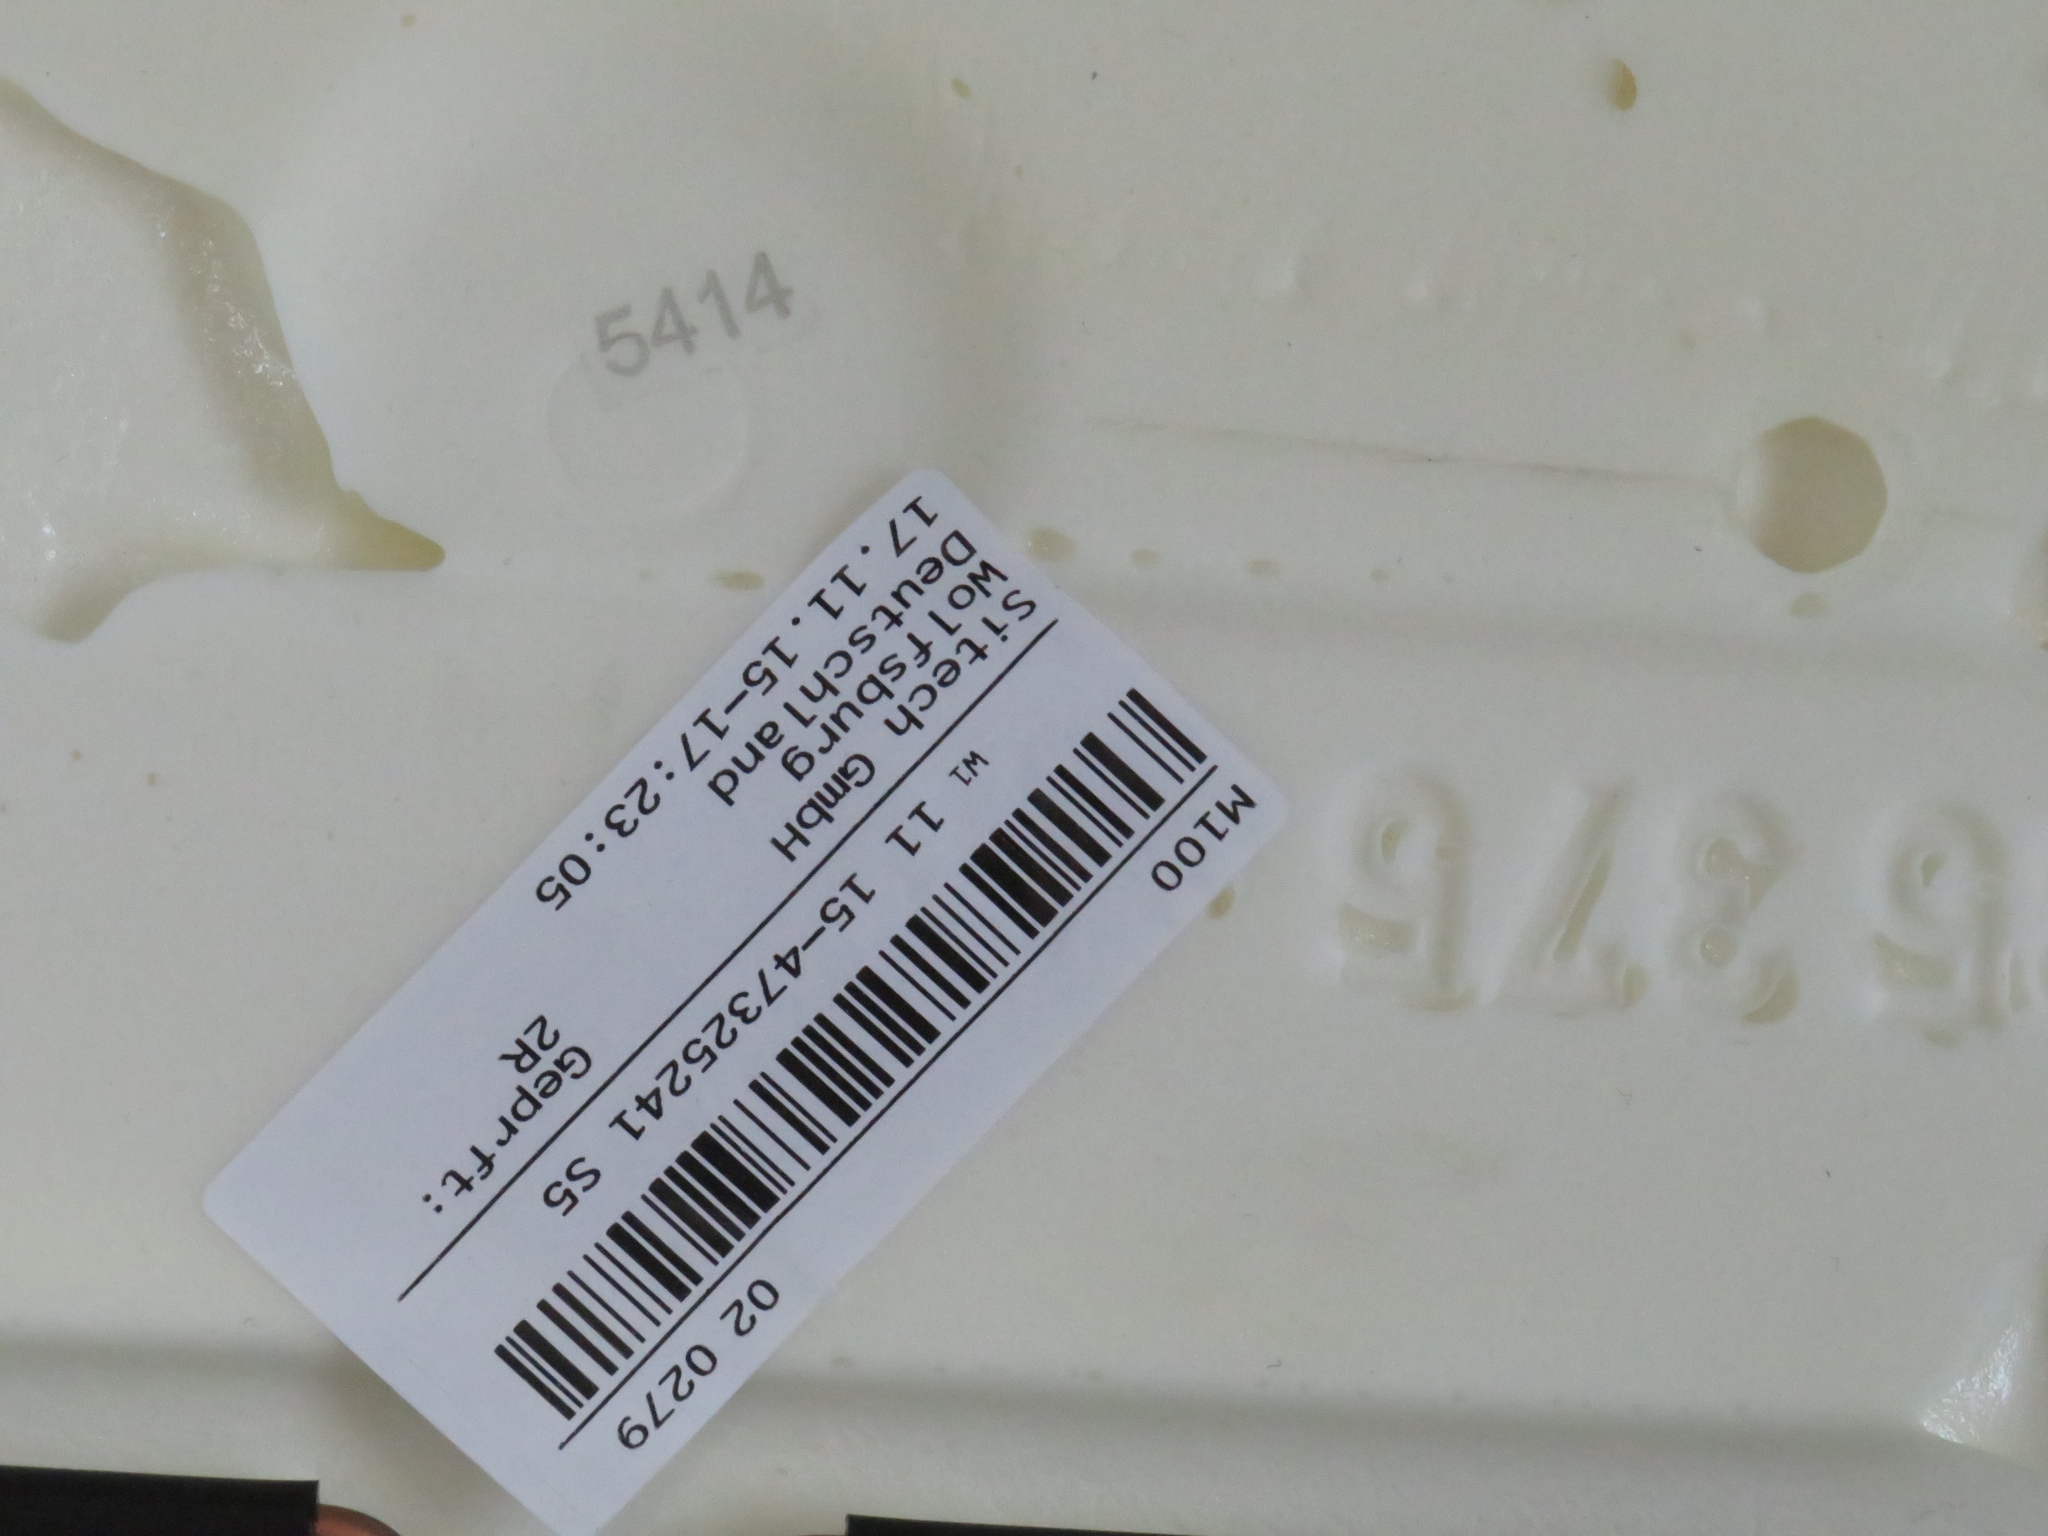 5414
M100 02 0279
W1 11 15-47325241 S5
Sitech GmbH Geprft:
Wolfsburg 2R
Deutschland
17.11.15-17:23:05